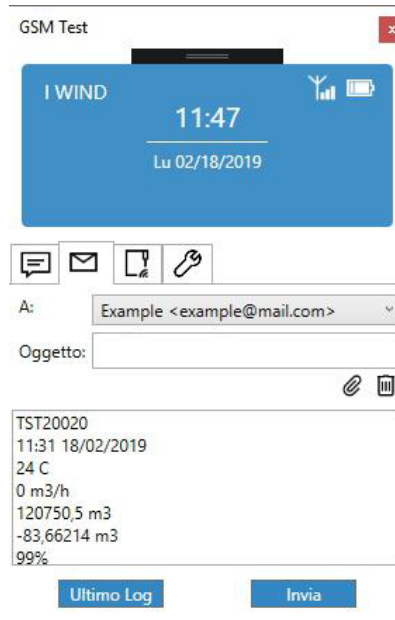 GSM Test
x
I WIND
11:47
Lu 02/18/2019
A:
Example <example@mail.com>
Oggetto:
TST20020
11:31 18/02/2019
24 C
0 m3/h
120750,5 m3
-83,66214 m3
99%
Ultimo Log
Invia